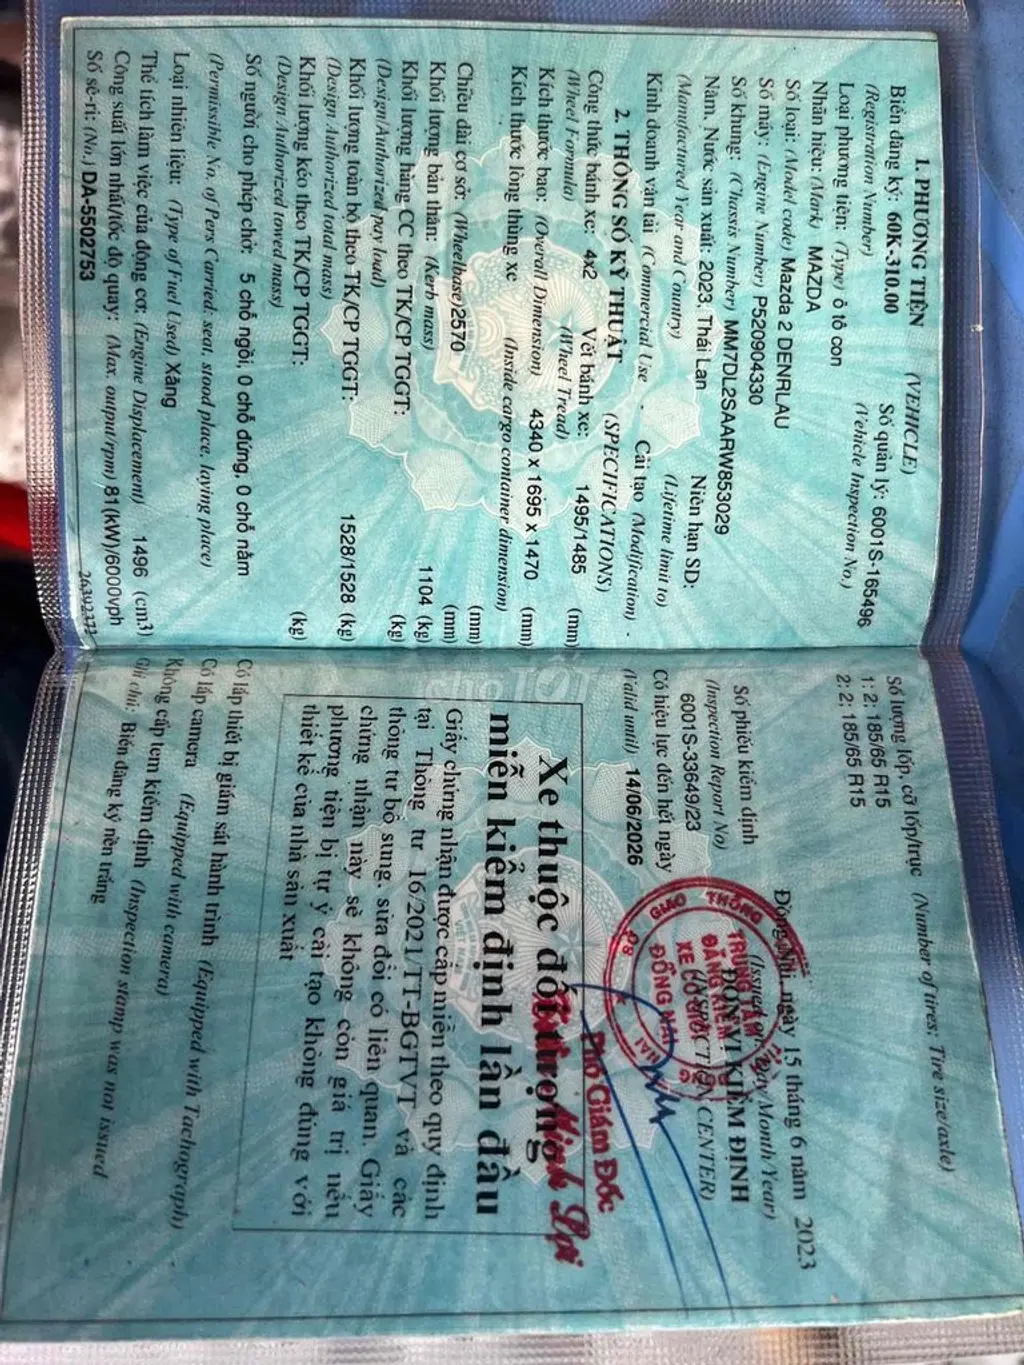 1. PHƯƠNG TIỆN (VEHICLE)
Biển đăng ký: 60K-310.00 Số quản lý: 6001S-165496
(Registration Number) (Vehicle Inspection No.)
Loại phương tiện: (Type) ô tô con
Nhãn hiệu: (Mark) MAZDA
Số loại: (Model code) Mazda 2 DENRLAU
Số máy: (Engine Number) P520904330
Số khung: (Chassis Number) MM7DL2SAARW853029
Năm, Nước sản xuất: 2023, Thái Lan Niên hạn SD:
(Manufactured Year and Country) (Lifetime limit to)
Kinh doanh vận tải (Commercial Use - Cải tạo (Modification) -
2. THÔNG SỐ KỸ THUẬT (SPECIFICATIONS)
Công thức bánh xe: 4x2 Vết bánh xe: 1495/1485 (mm)
(Wheel Formula) (Wheel Tread)
Kích thước bao: (Overall Dimension) 4340 x 1695 x 1470 (mm)
Kích thước lòng thùng xe (Inside cargo container dimension)
(mm)
Chiều dài cơ sở: (Wheelbase)2570 (mm)
Khối lượng bản thân: (Kerb mass) 1104 (kg)
Khối lượng hàng CC theo TK/CP TGGT: (kg)
(Design/Authorized pay load)
Khối lượng toàn bộ theo TK/CP TGGT: 1528/1528 (kg)
(Design Authorized total mass)
Khối lượng kéo theo TK/CP TGGT: (kg)
(Design/Authorized towed mass)
Số người cho phép chở: 5 chỗ ngồi, 0 chỗ đứng, 0 chỗ nằm
(Permissible No. of Pers Carried: seat, stood place, laying place)
Loại nhiên liệu: (Type of Fuel Used) Xăng
Thể tích làm việc của động cơ: (Engine Displacement) 1496 (cm3)
Công suất lớn nhất/tốc độ quay: (Max. output/rpm) 81(kW)/6000vph
Số sê-ri: (No.) DA-5502753
Số lượng lốp, cỡ lốp/trục (Number of tires; Tire size/axle)
1: 2; 185/65 R15
2: 2; 185/65 R15
Đồng Nai, ngày 15 tháng 6 năm 2023
(Issued on: Day/Month/Year)
Số phiếu kiểm định ĐƠN VỊ KIỂM ĐỊNH
(Inspection Report No) (INSPECTION CENTER)
6001S-33649/23
Có hiệu lực đến hết ngày
(Valid until) 14/06/2026
GIAO THÔNG
TRUNG TÂM
ĐĂNG KIỂM
XE CƠ GIỚI
ĐỒNG NAI
Phó Giám Đốc
Xe thuộc đối tượng
miễn kiểm định lần đầu
Giấy chứng nhận được cấp miễn theo quy định
tại Thông tư 16/2021/TT-BGTVT và các
thông tư bổ sung, sửa đổi có liên quan. Giấy
chứng nhận này sẽ không còn giá trị nếu
phương tiện bị tự ý cải tạo không đúng với
thiết kế của nhà sản xuất
Có lắp thiết bị giám sát hành trình (Equipped with Tachograph)
Có lắp camera (Equipped with camera)
Không cấp tem kiểm định (Inspection stamp was not issued
Ghi chú: Biển đăng ký nền trắng
chợTỐT